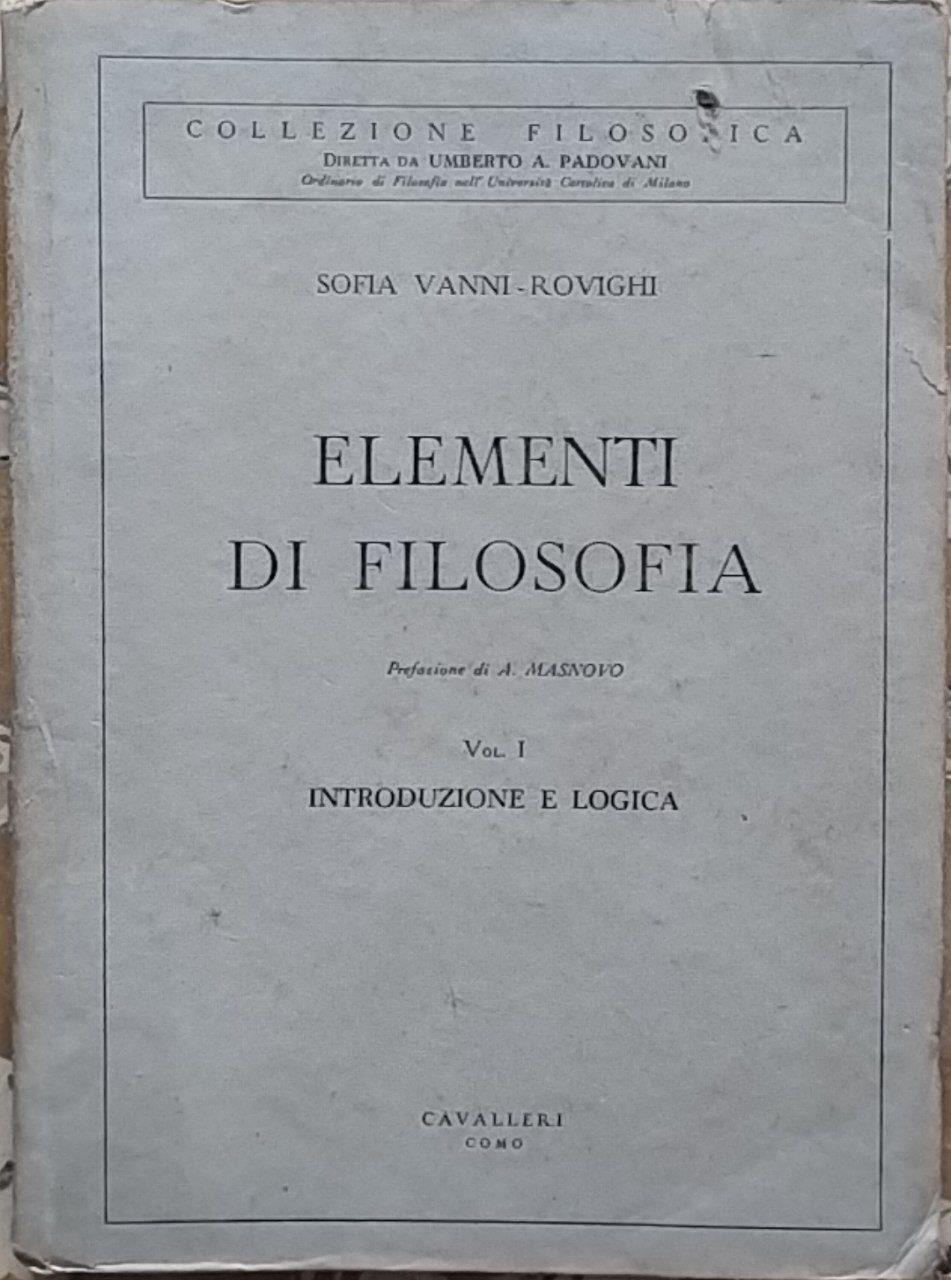 COLLEZIONE FILOSOFICA
DIRETTA DA UMBERTO A. PADOVANI
Ordinario di Filosofia nell' Università Cattolica di Milano
SOFIA VANNI-ROVIGHI
ELEMENTI
DI FILOSOFIA
Prefazione di A. MASNOVO
VOL. I
INTRODUZIONE E LOGICA
CAVALLERI
COMO